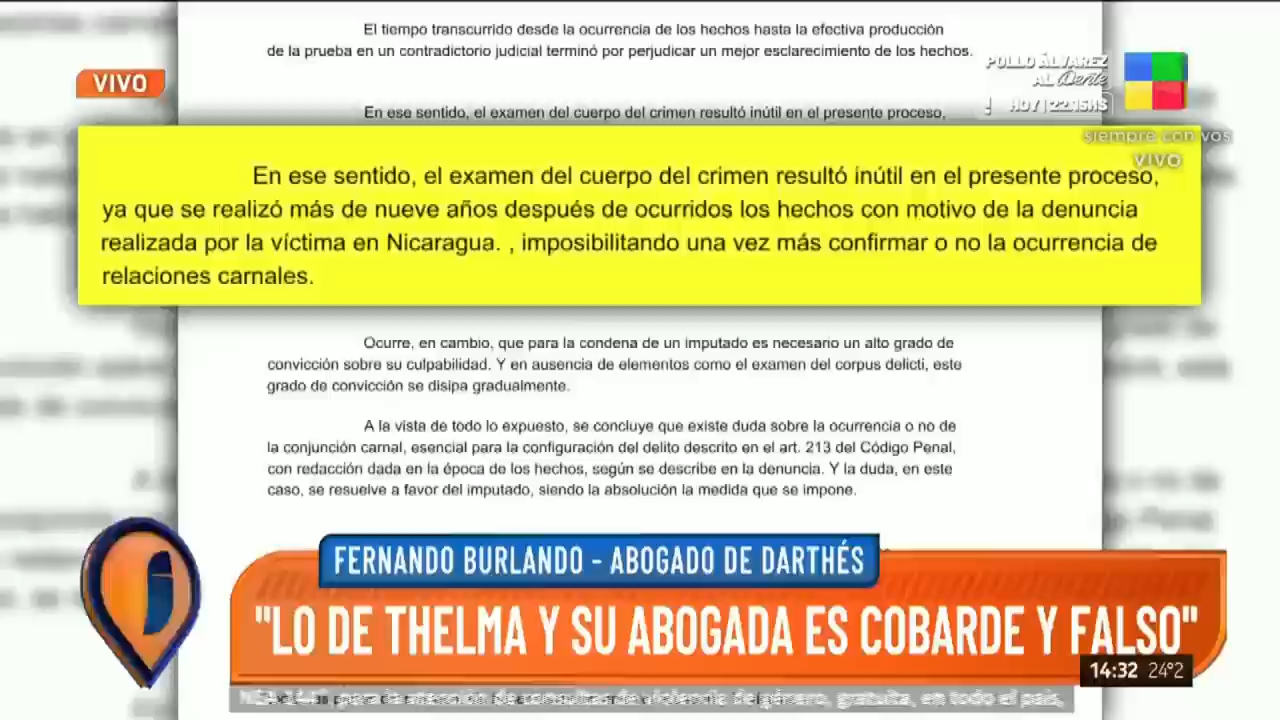 El tiempo transcurrido desde la ocurrencia de los hechos hasta la efectiva producción
de la prueba en un contradictorio judicial terminó por perjudicar un mejor esclarecimiento de los hechos.
VIVO
POLLO ÁLVAREZ
AL Dente
HOY | 22.15HS
En ese sentido, el examen del cuerpo del crimen resultó inútil en el presente proceso,
siempre con vos
VIVO
En ese sentido, el examen del cuerpo del crimen resultó inútil en el presente proceso,
ya que se realizó más de nueve años después de ocurridos los hechos con motivo de la denuncia
realizada por la víctima en Nicaragua. , imposibilitando una vez más confirmar o no la ocurrencia de
relaciones carnales.
Ocurre, en cambio, que para la condena de un imputado es necesario un alto grado de
convicción sobre su culpabilidad. Y en ausencia de elementos como el examen del corpus delicti, este
grado de convicción se disipa gradualmente.
A la vista de todo lo expuesto, se concluye que existe duda sobre la ocurrencia o no de
la conjunción carnal, esencial para la configuración del delito descrito en el art. 213 del Código Penal,
con redacción dada en la época de los hechos, según se describe en la denuncia. Y la duda, en este
caso, se resuelve a favor del imputado, siendo la absolución la medida que se impone.
FERNANDO BURLANDO - ABOGADO DE DARTHÉS
"LO DE THELMA Y SU ABOGADA ES COBARDE Y FALSO"
14:32 24°2
género, gratuita, en todo el país,